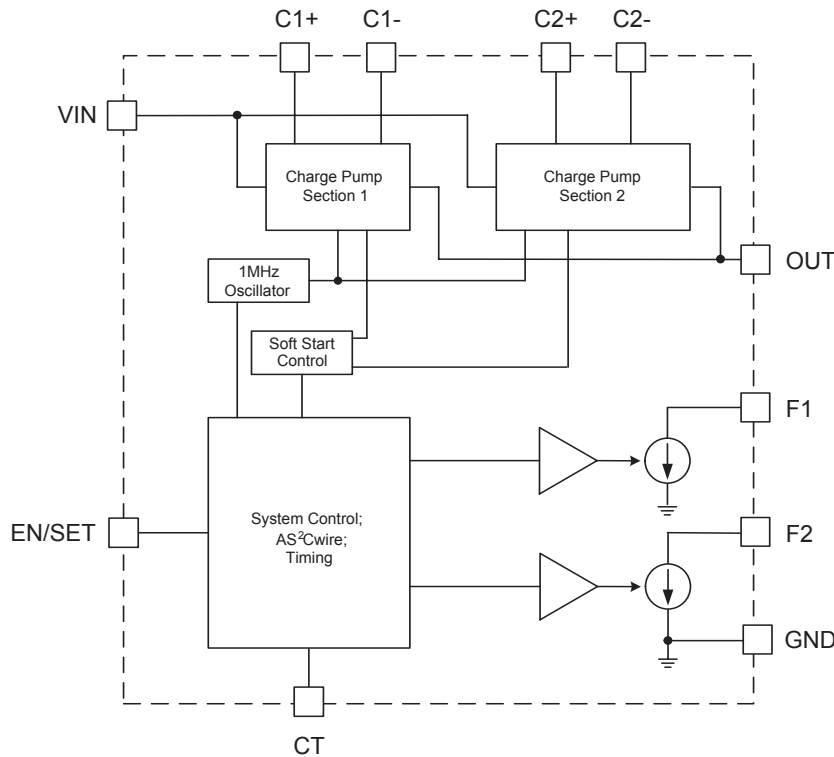 C1+ C1- C2+ C2-
VIN
Charge Pump
Section 1
Charge Pump
Section 2
OUT
1MHz
Oscillator
Soft Start
Control
F1
EN/SET
System Control;
AS²Cwire;
Timing
F2
GND
CT